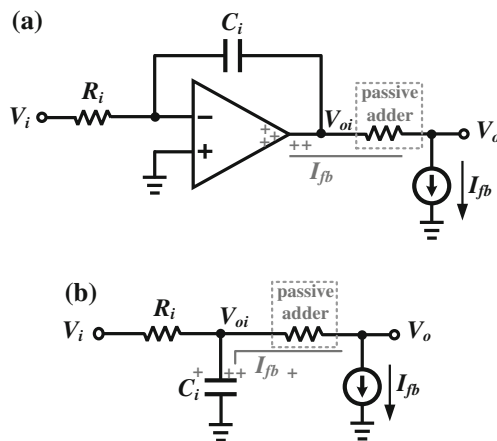 (a)
C_i
R_i
V_i
−
+
+ + + +
+ +
V_oi
passive
adder
V_o
I_fb
I_fb
(b)
R_i
V_i
V_oi
passive
adder
V_o
+ ++ I_fb +
C_i
I_fb